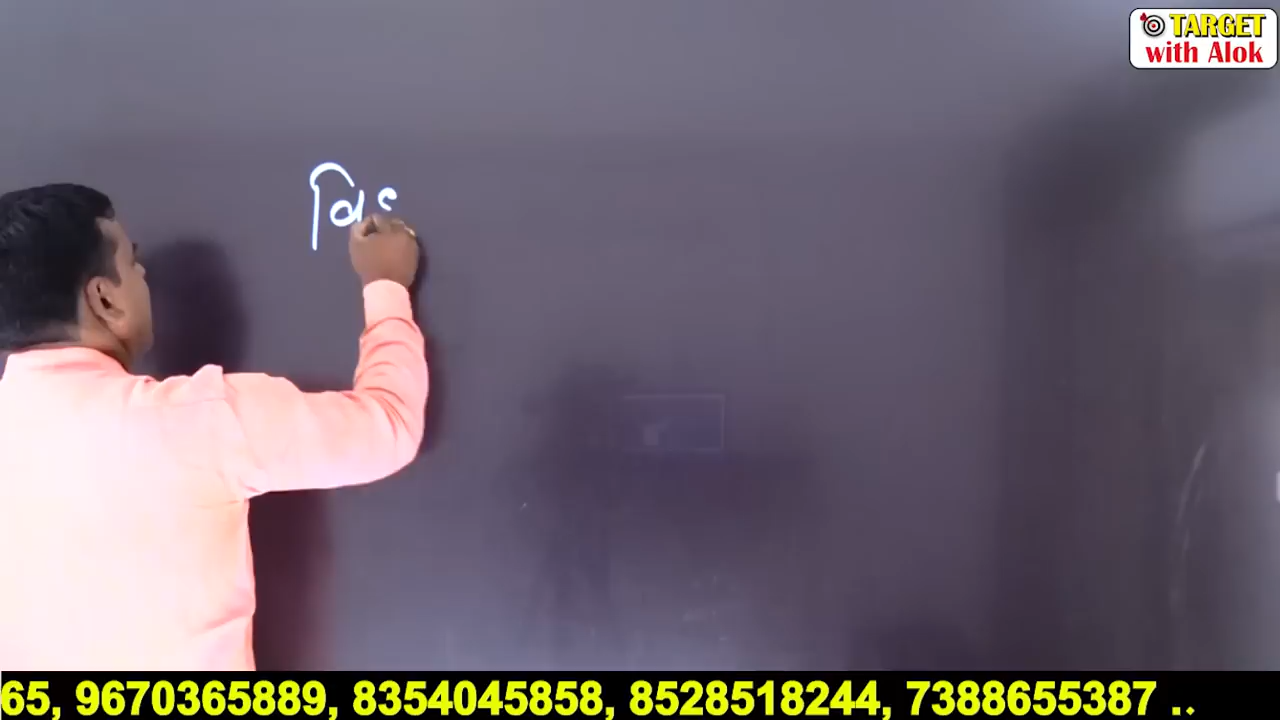 TARGET
with Alok
वि
65, 9670365889, 8354045858, 8528518244, 7388655387 ..